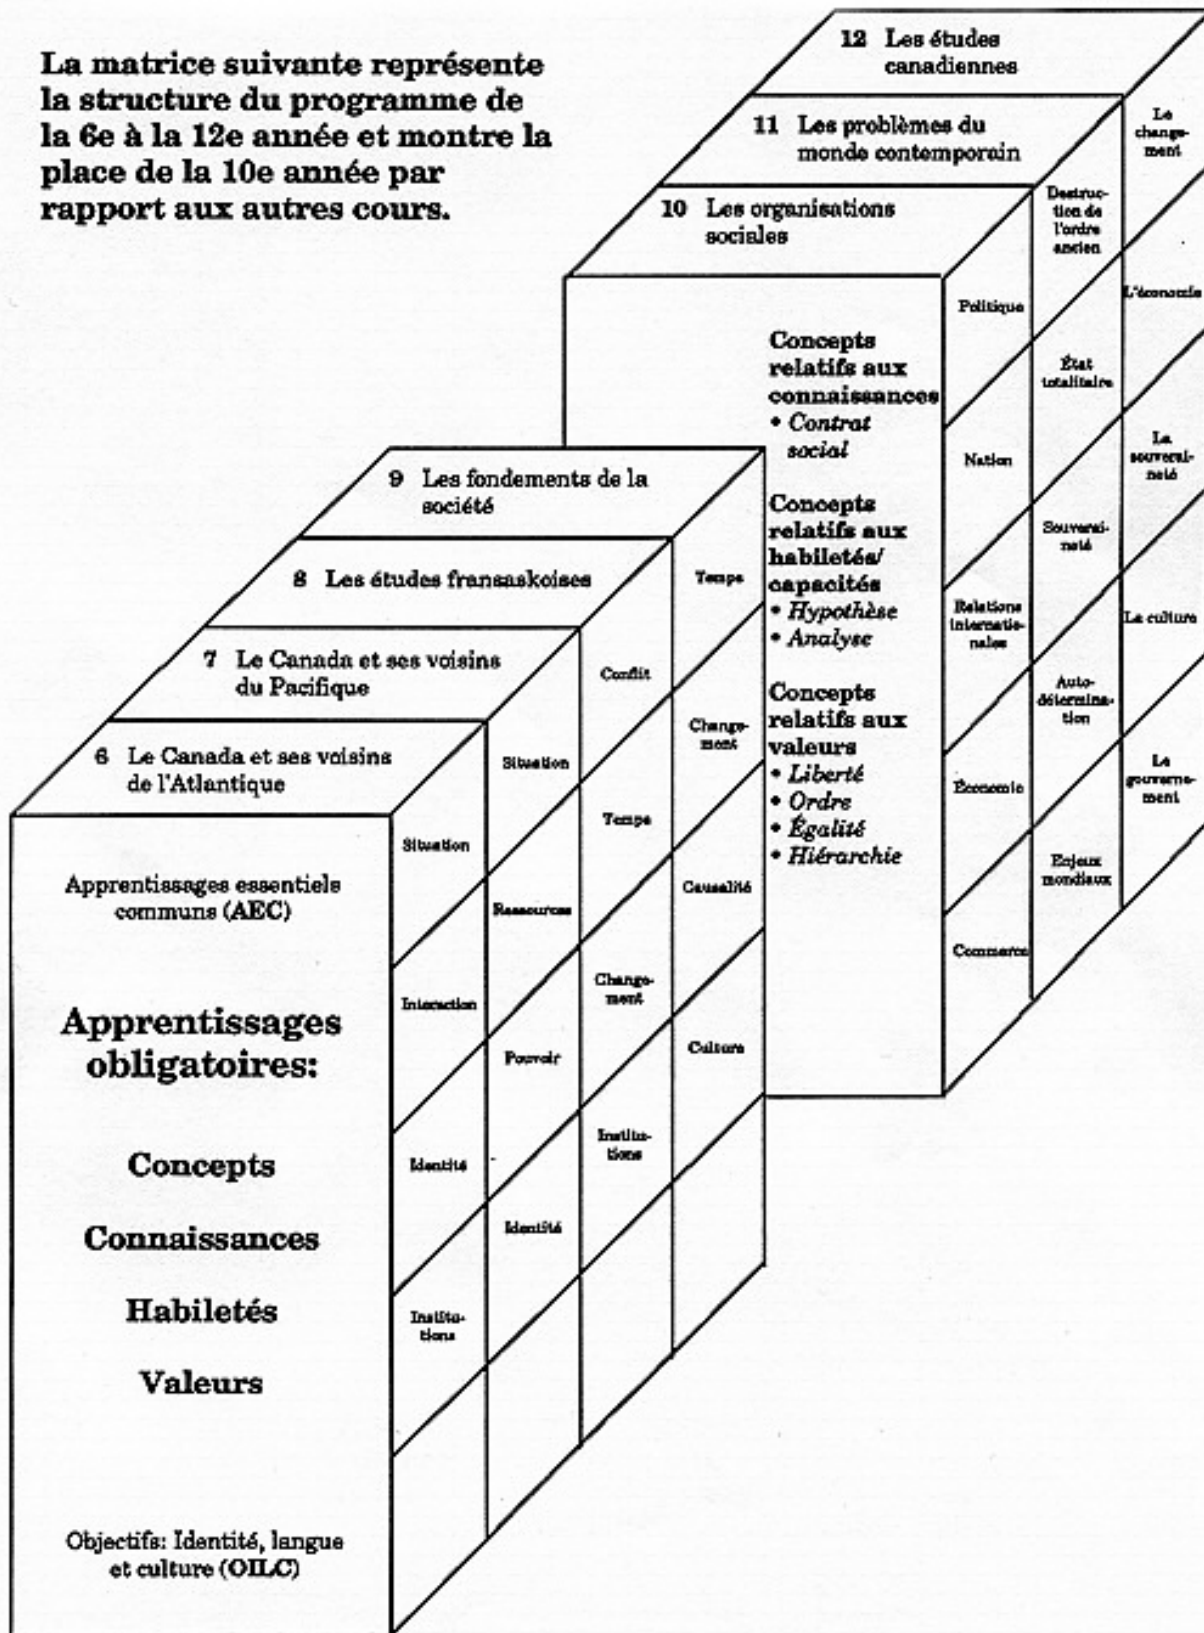 La matrice suivante représente
la structure du programme de
la 6e à la 12e année et montre la
place de la 10e année par
rapport aux autres cours.
12 Les études
canadiennes
11 Les problèmes du
monde contemporain
10 Les organisations
sociales
Concepts
relatifs aux
connaissances
• Contrat
social
Concepts
relatifs aux
habiletés/
capacités
• Hypothèse
• Analyse
Concepts
relatifs aux
valeurs
• Liberté
• Ordre
• Égalité
• Hiérarchie
Politique
Nation
Relations
internatio-
nales
Économie
Commerce
Destruc-
tion de
l'ordre
ancien
État
totalitaire
Souverai-
neté
Auto-
détermina-
tion
Enjeux
mondiaux
Le
change-
ment
L'économie
La
souverai-
neté
La culture
Le
gouverne-
ment
9 Les fondements de la
société
8 Les études fransaskoises
7 Le Canada et ses voisins
du Pacifique
6 Le Canada et ses voisins
de l'Atlantique
Apprentissages essentiels
communs (AEC)
Apprentissages
obligatoires:
Concepts
Connaissances
Habiletés
Valeurs
Objectifs: Identité, langue
et culture (OILC)
Situation
Interaction
Identité
Institu-
tions
Situation
Ressources
Pouvoir
Identité
Conflit
Temps
Change-
ment
Institu-
tions
Temps
Change-
ment
Causalité
Culture